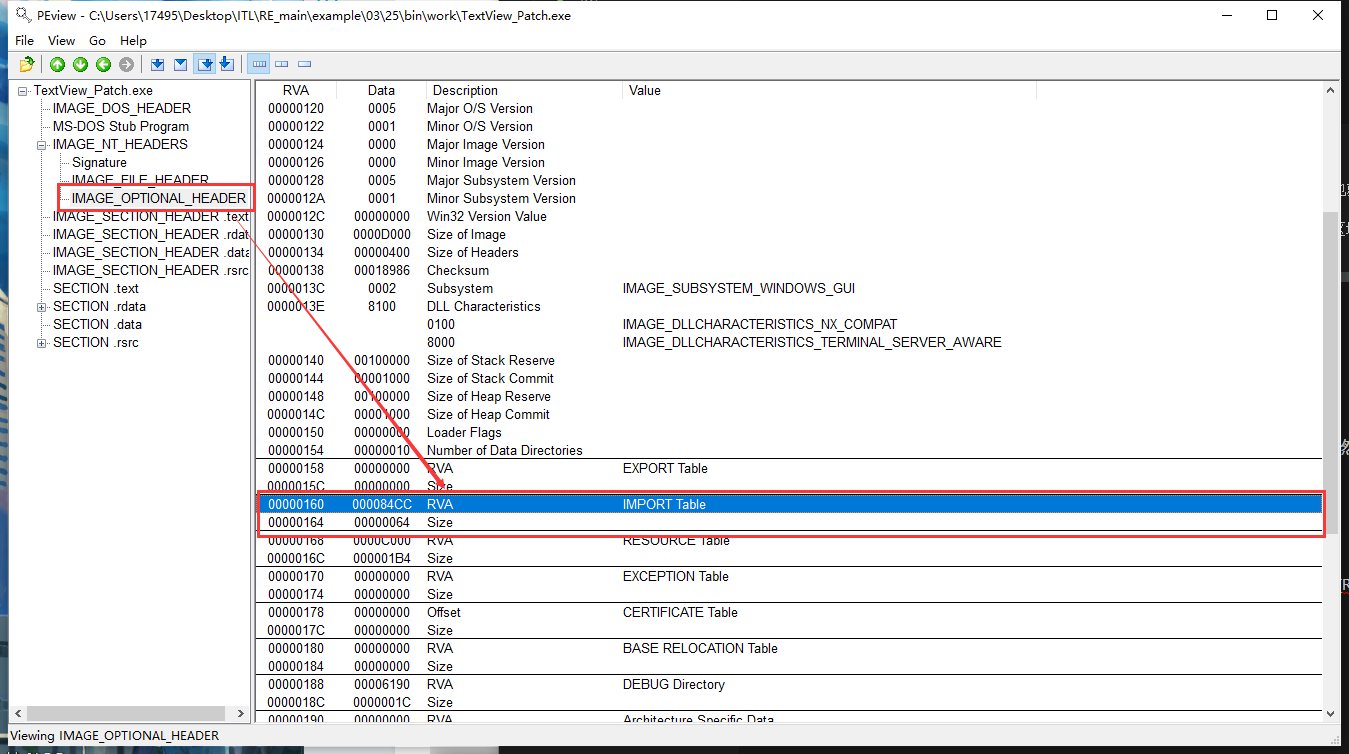 PEview - C:\Users\17495\Desktop\ITL\RE_main\example\03\25\bin\work\TextView_Patch.exe
File View Go Help
TextView_Patch.exe
IMAGE_DOS_HEADER
MS-DOS Stub Program
IMAGE_NT_HEADERS
Signature
IMAGE_FILE_HEADER
IMAGE_OPTIONAL_HEADER
IMAGE_SECTION_HEADER .text
IMAGE_SECTION_HEADER .rdat
IMAGE_SECTION_HEADER .data
IMAGE_SECTION_HEADER .rsrc
SECTION .text
SECTION .rdata
SECTION .data
SECTION .rsrc
RVA Data Description Value
00000120 0005 Major O/S Version
00000122 0001 Minor O/S Version
00000124 0000 Major Image Version
00000126 0000 Minor Image Version
00000128 0005 Major Subsystem Version
0000012A 0001 Minor Subsystem Version
0000012C 00000000 Win32 Version Value
00000130 0000D000 Size of Image
00000134 00000400 Size of Headers
00000138 00018986 Checksum
0000013C 0002 Subsystem IMAGE_SUBSYSTEM_WINDOWS_GUI
0000013E 8100 DLL Characteristics
0100 IMAGE_DLLCHARACTERISTICS_NX_COMPAT
8000 IMAGE_DLLCHARACTERISTICS_TERMINAL_SERVER_AWARE
00000140 00100000 Size of Stack Reserve
00000144 00001000 Size of Stack Commit
00000148 00100000 Size of Heap Reserve
0000014C 00001000 Size of Heap Commit
00000150 00000000 Loader Flags
00000154 00000010 Number of Data Directories
00000158 00000000 RVA EXPORT Table
0000015C 00000000 Size
00000160 000084CC RVA IMPORT Table
00000164 00000064 Size
00000168 0000C000 RVA RESOURCE Table
0000016C 000001B4 Size
00000170 00000000 RVA EXCEPTION Table
00000174 00000000 Size
00000178 00000000 Offset CERTIFICATE Table
0000017C 00000000 Size
00000180 00000000 RVA BASE RELOCATION Table
00000184 00000000 Size
00000188 00006190 RVA DEBUG Directory
0000018C 0000001C Size
00000190 00000000 RVA Architecture Specific Data
Viewing IMAGE_OPTIONAL_HEADER